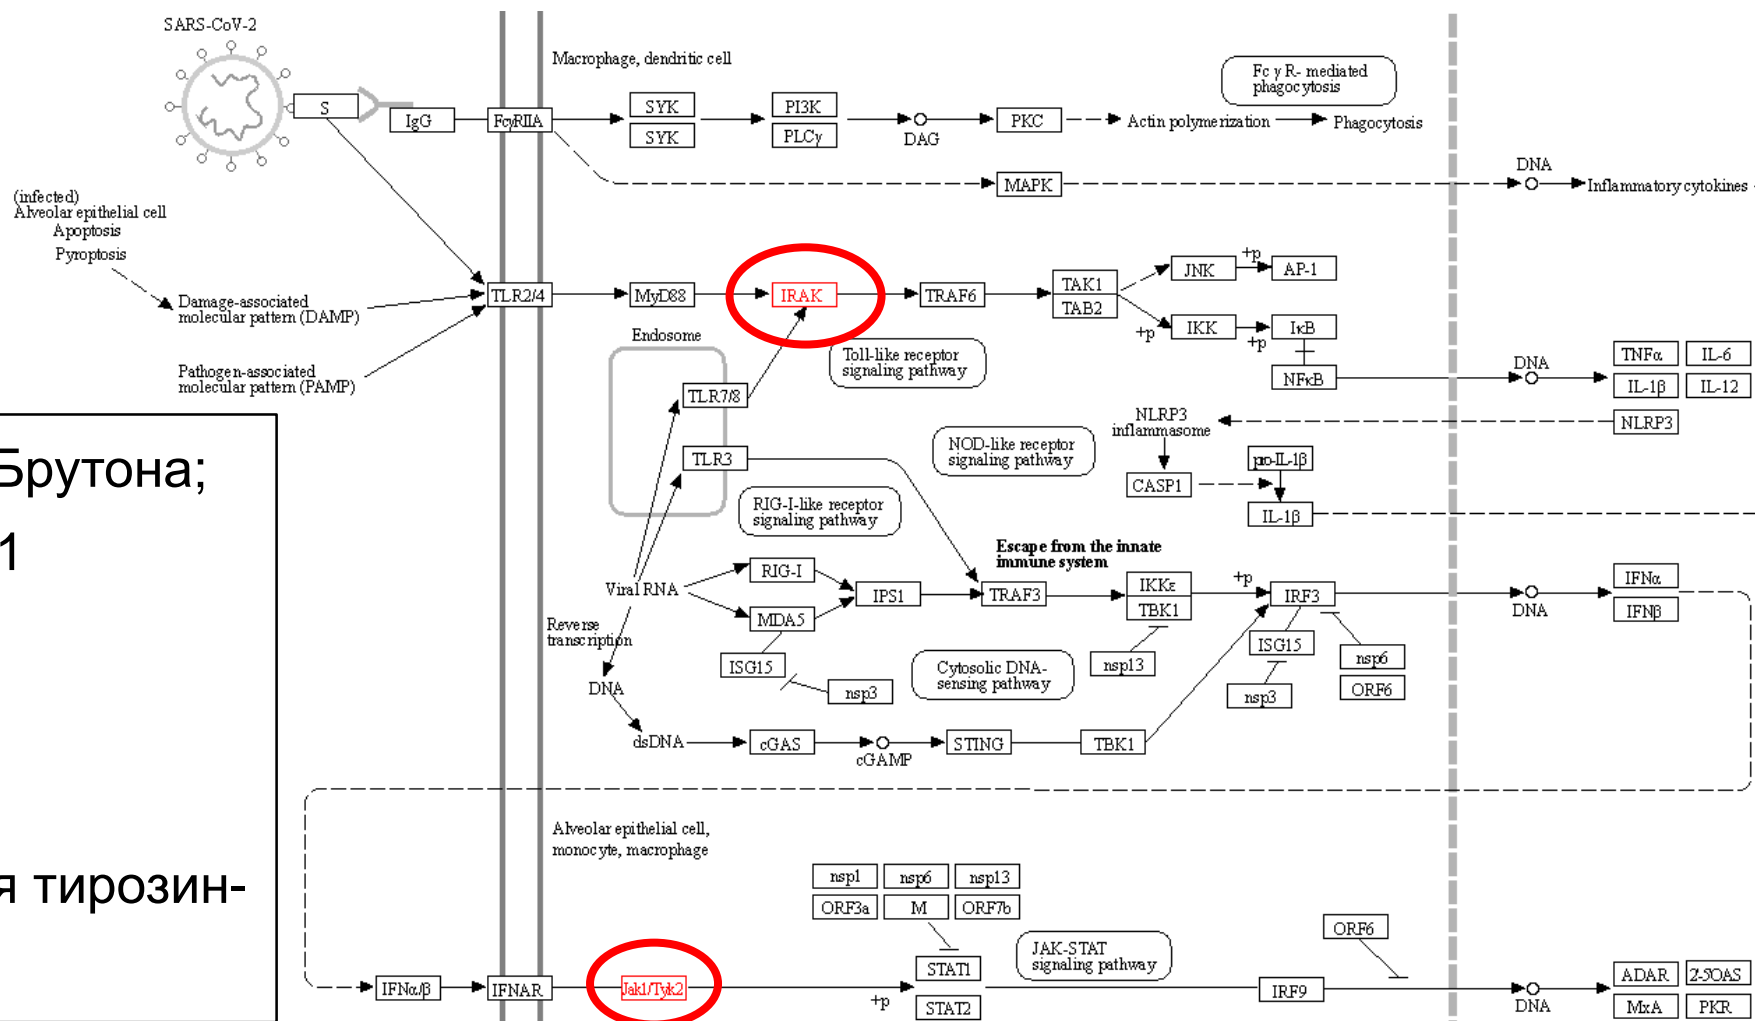 SARS-CoV-2
Macrophage, dendritic cell
Fc γ R- mediated
phagocytosis
S
IgG
FcγRIIA
SYK
SYK
PI3K
PLCγ
DAG
PKC
Actin polymerization
Phagocytosis
MAPK
DNA
Inflammatory cytokines
(infected)
Alveolar epithelial cell
Apoptosis
Pyroptosis
Damage-associated
molecular pattern (DAMP)
Pathogen-associated
molecular pattern (PAMP)
TLR2/4
MyD88
IRAK
TRAF6
TAK1
TAB2
+p
JNK
+p
AP-1
IKK
+p
IκB
NFκB
DNA
TNFα
IL-6
IL-1β
IL-12
NLRP3
Endosome
Toll-like receptor
signaling pathway
TLR7/8
TLR3
NOD-like receptor
signaling pathway
NLRP3
inflammasome
CASP1
pro-IL-1β
IL-1β
RIG-I-like receptor
signaling pathway
Escape from the innate
immune system
Viral RNA
RIG-I
MDA5
IPS1
TRAF3
IKKε
TBK1
+p
IRF3
DNA
IFNα
IFNβ
Reverse
transcription
ISG15
nsp3
Cytosolic DNA-
sensing pathway
nsp13
ISG15
nsp3
nsp6
ORF6
DNA
dsDNA
cGAS
cGAMP
STING
TBK1
Брутона;
1
я тирозин-
Alveolar epithelial cell,
monocyte, macrophage
nsp1
nsp6
nsp13
ORF3a
M
ORF7b
JAK-STAT
signaling pathway
ORF6
IFNα/β
IFNAR
Jak1/Tyk2
+p
STAT1
STAT2
IRF9
DNA
ADAR
2'-5'OAS
MxA
PKR